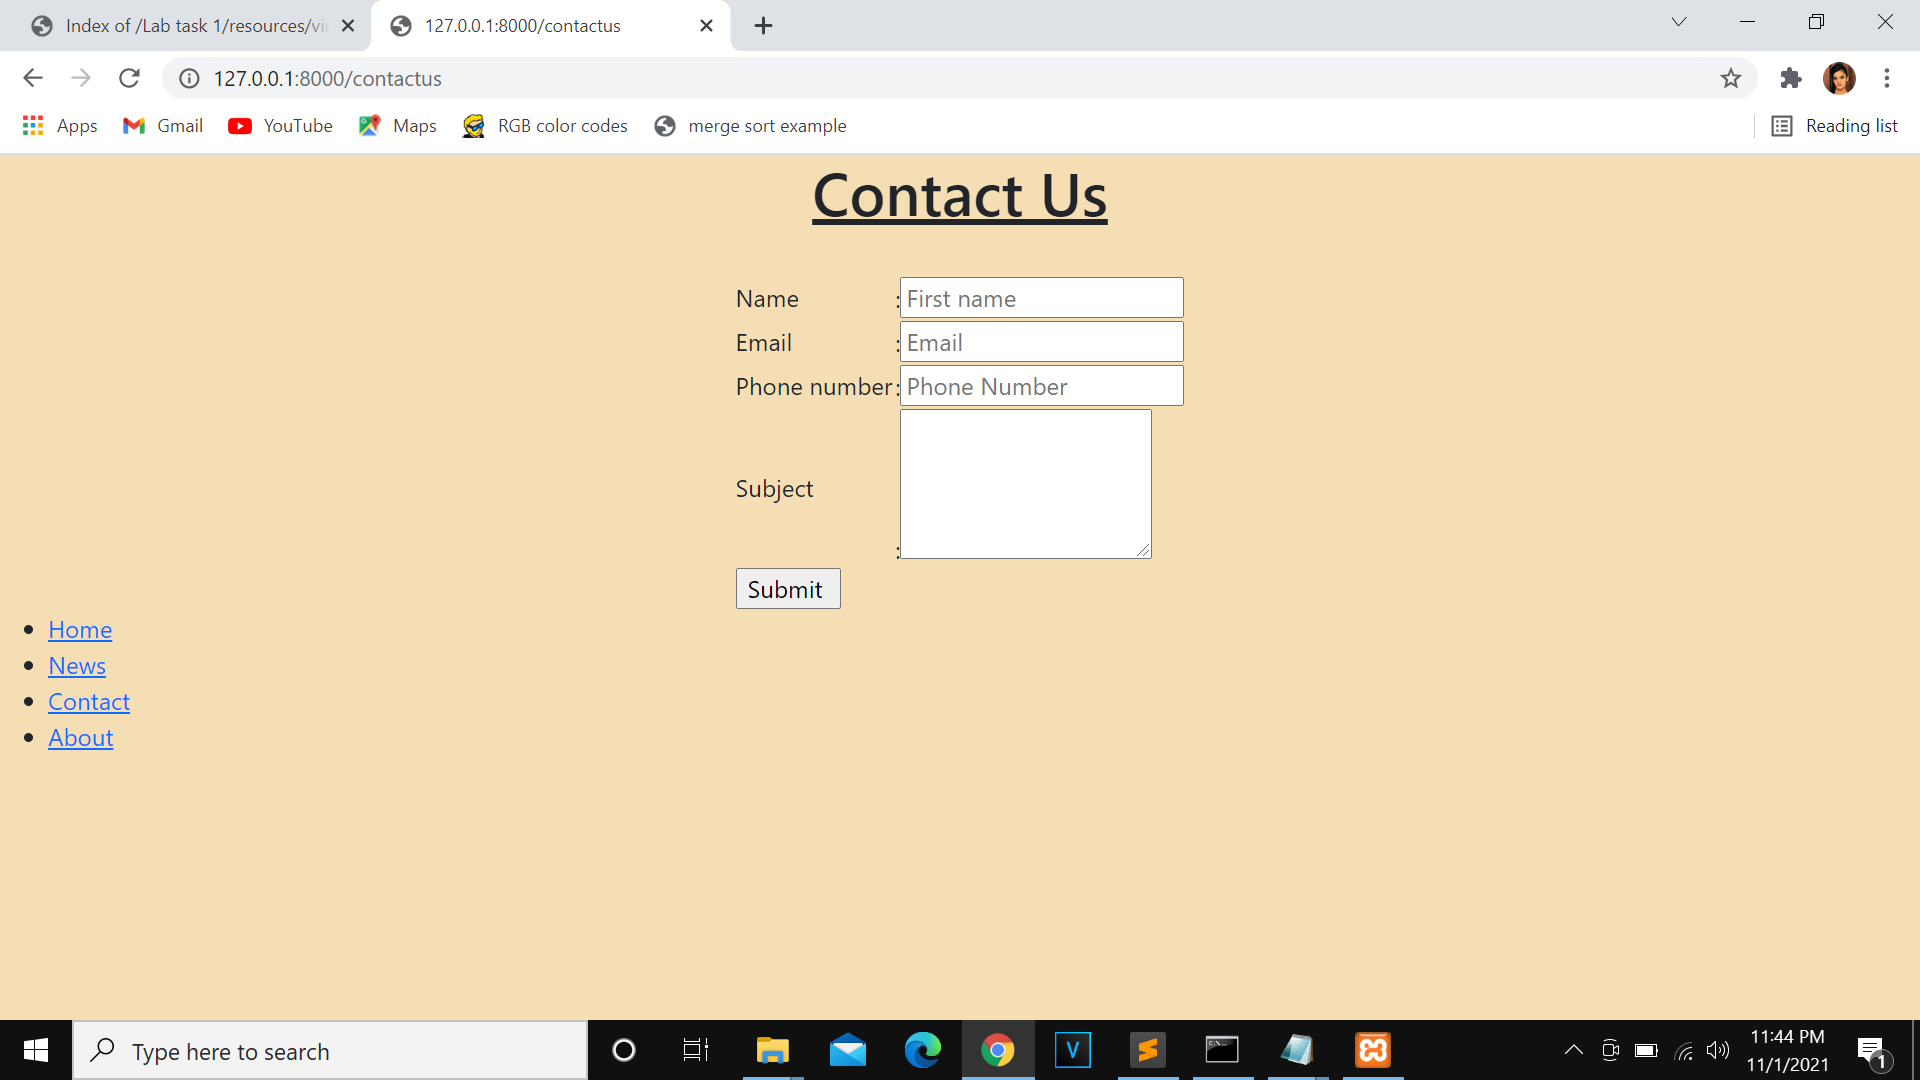 Index of /Lab task 1/resources/vi
127.0.0.1:8000/contactus
127.0.0.1:8000/contactus
Apps
Gmail
YouTube
Maps
RGB color codes
merge sort example
Reading list
Contact Us
Name : First name
Email : Email
Phone number : Phone Number
Subject :
Submit
Home
News
Contact
About
Type here to search
11:44 PM
11/1/2021
1